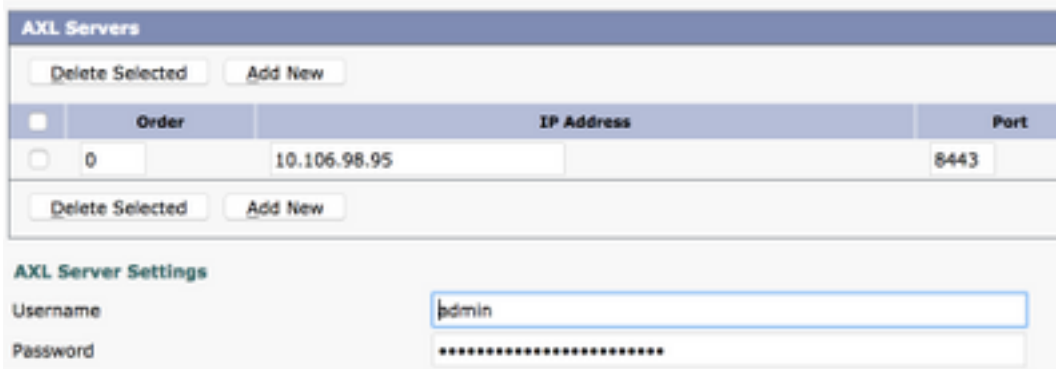 AXL Servers
Delete Selected Add New
Order IP Address Port
0 10.106.98.95 8443
Delete Selected Add New
AXL Server Settings
Username admin
Password ••••••••••••••••••••••••